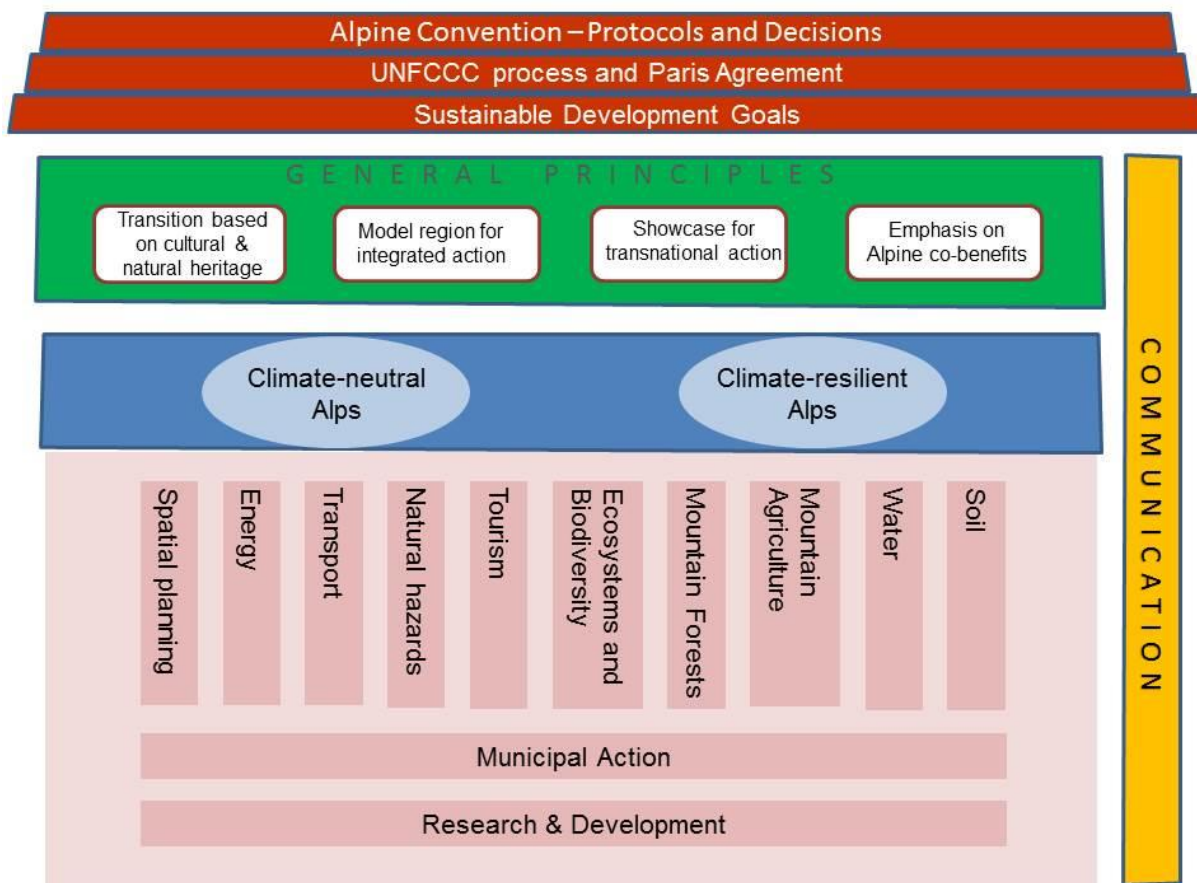 Alpine Convention – Protocols and Decisions
UNFCCC process and Paris Agreement
Sustainable Development Goals
GENERAL PRINCIPLES
Transition based
on cultural &
natural heritage
Model region for
integrated action
Showcase for
transnational action
Emphasis on
Alpine co-benefits
Climate-neutral
Alps
Climate-resilient
Alps
Spatial planning
Energy
Transport
Natural hazards
Tourism
Ecosystems and
Biodiversity
Mountain Forests
Mountain
Agriculture
Water
Soil
Municipal Action
Research & Development
COMMUNICATION